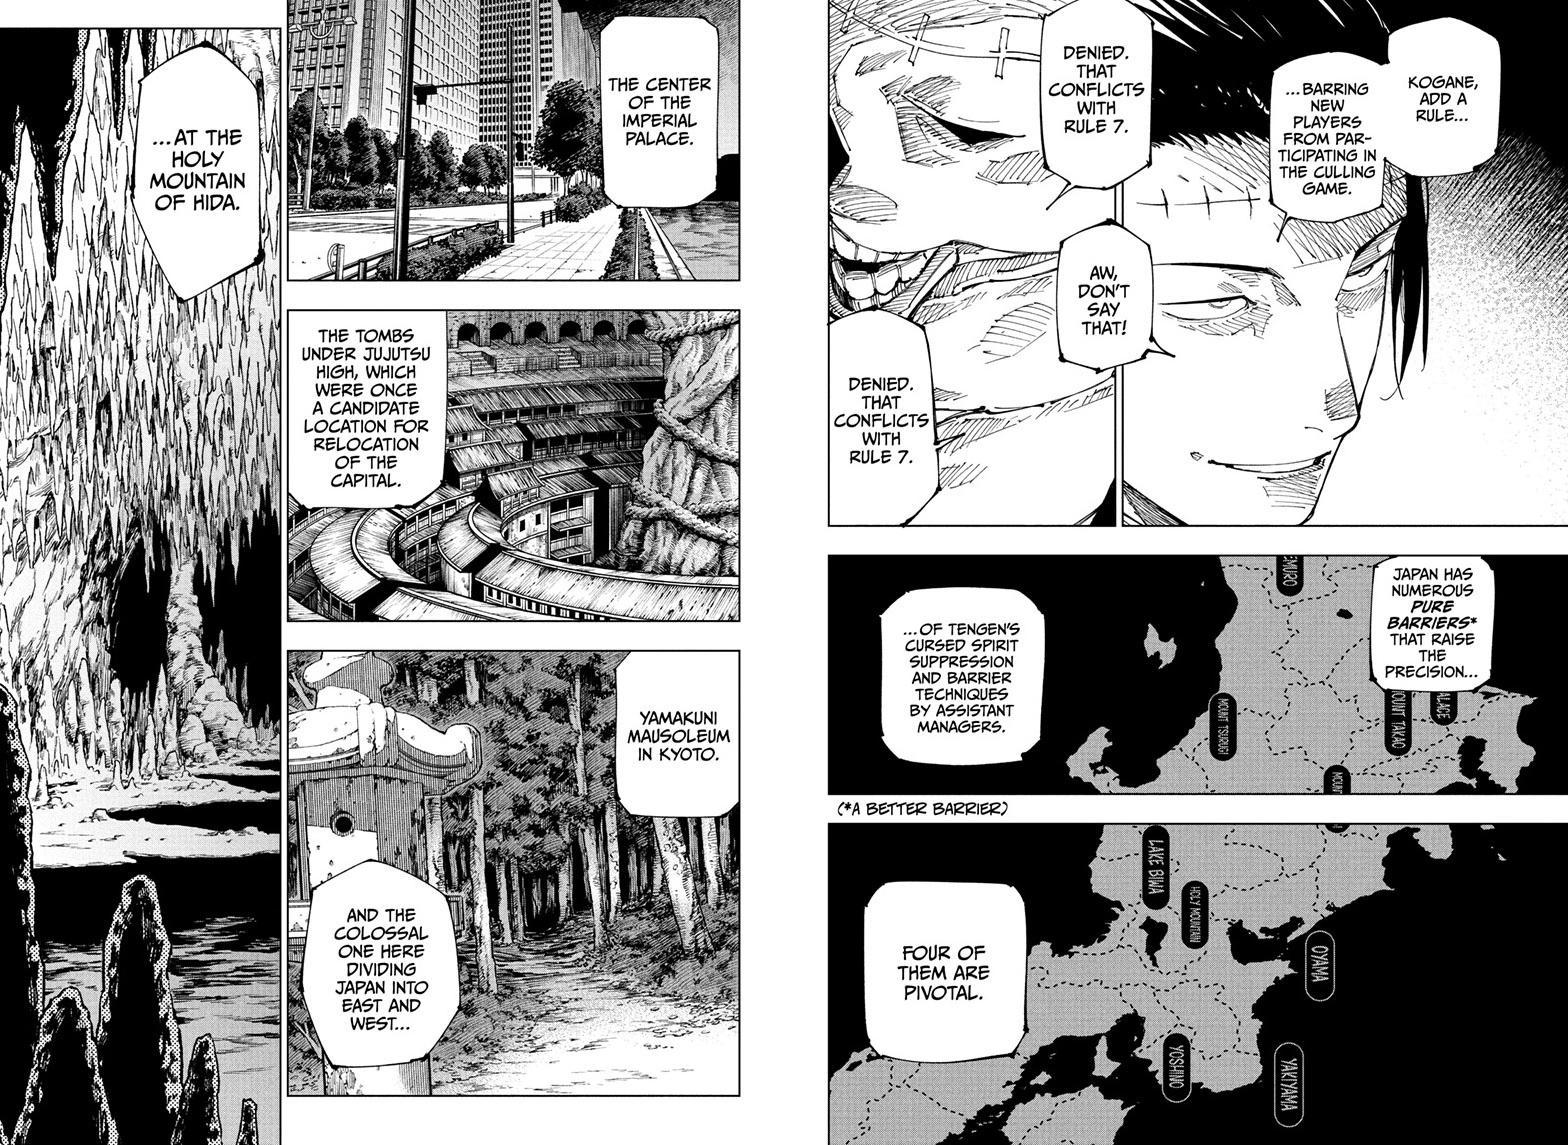 KOGANE,
ADD A
RULE...
...BARRING
NEW
PLAYERS
FROM PAR-
TICIPATING IN
THE CULLING
GAME.
DENIED.
THAT
CONFLICTS
WITH
RULE 7.
AW,
DON'T
SAY
THAT!
DENIED.
THAT
CONFLICTS
WITH
RULE 7.
JAPAN HAS
NUMEROUS
PURE
BARRIERS*
THAT RAISE
THE
PRECISION...
...OF TENGEN'S
CURSED SPIRIT
SUPPRESSION
AND BARRIER
TECHNIQUES
BY ASSISTANT
MANAGERS.
MOUNT TSURUGI
(*A BETTER BARRIER)
FOUR OF
THEM ARE
PIVOTAL.
LAKE BIWA
HOLY MOUNTAIN
OYAMA
YOSHINO
YAKIYAMA
THE CENTER
OF THE
IMPERIAL
PALACE.
THE TOMBS
UNDER JUJUTSU
HIGH, WHICH
WERE ONCE
A CANDIDATE
LOCATION FOR
RELOCATION
OF THE
CAPITAL.
YAMAKUNI
MAUSOLEUM
IN KYOTO.
AND THE
COLOSSAL
ONE HERE
DIVIDING
JAPAN INTO
EAST AND
WEST...
...AT THE
HOLY
MOUNTAIN
OF HIDA.